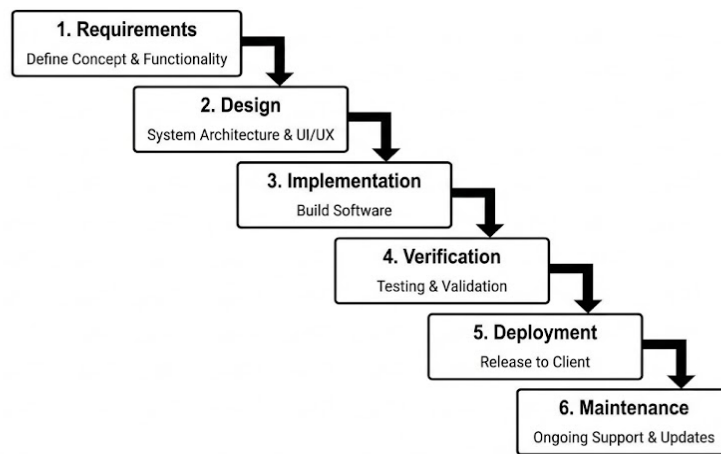 1. Requirements
Define Concept & Functionality
2. Design
System Architecture & UI/UX
3. Implementation
Build Software
4. Verification
Testing & Validation
5. Deployment
Release to Client
6. Maintenance
Ongoing Support & Updates